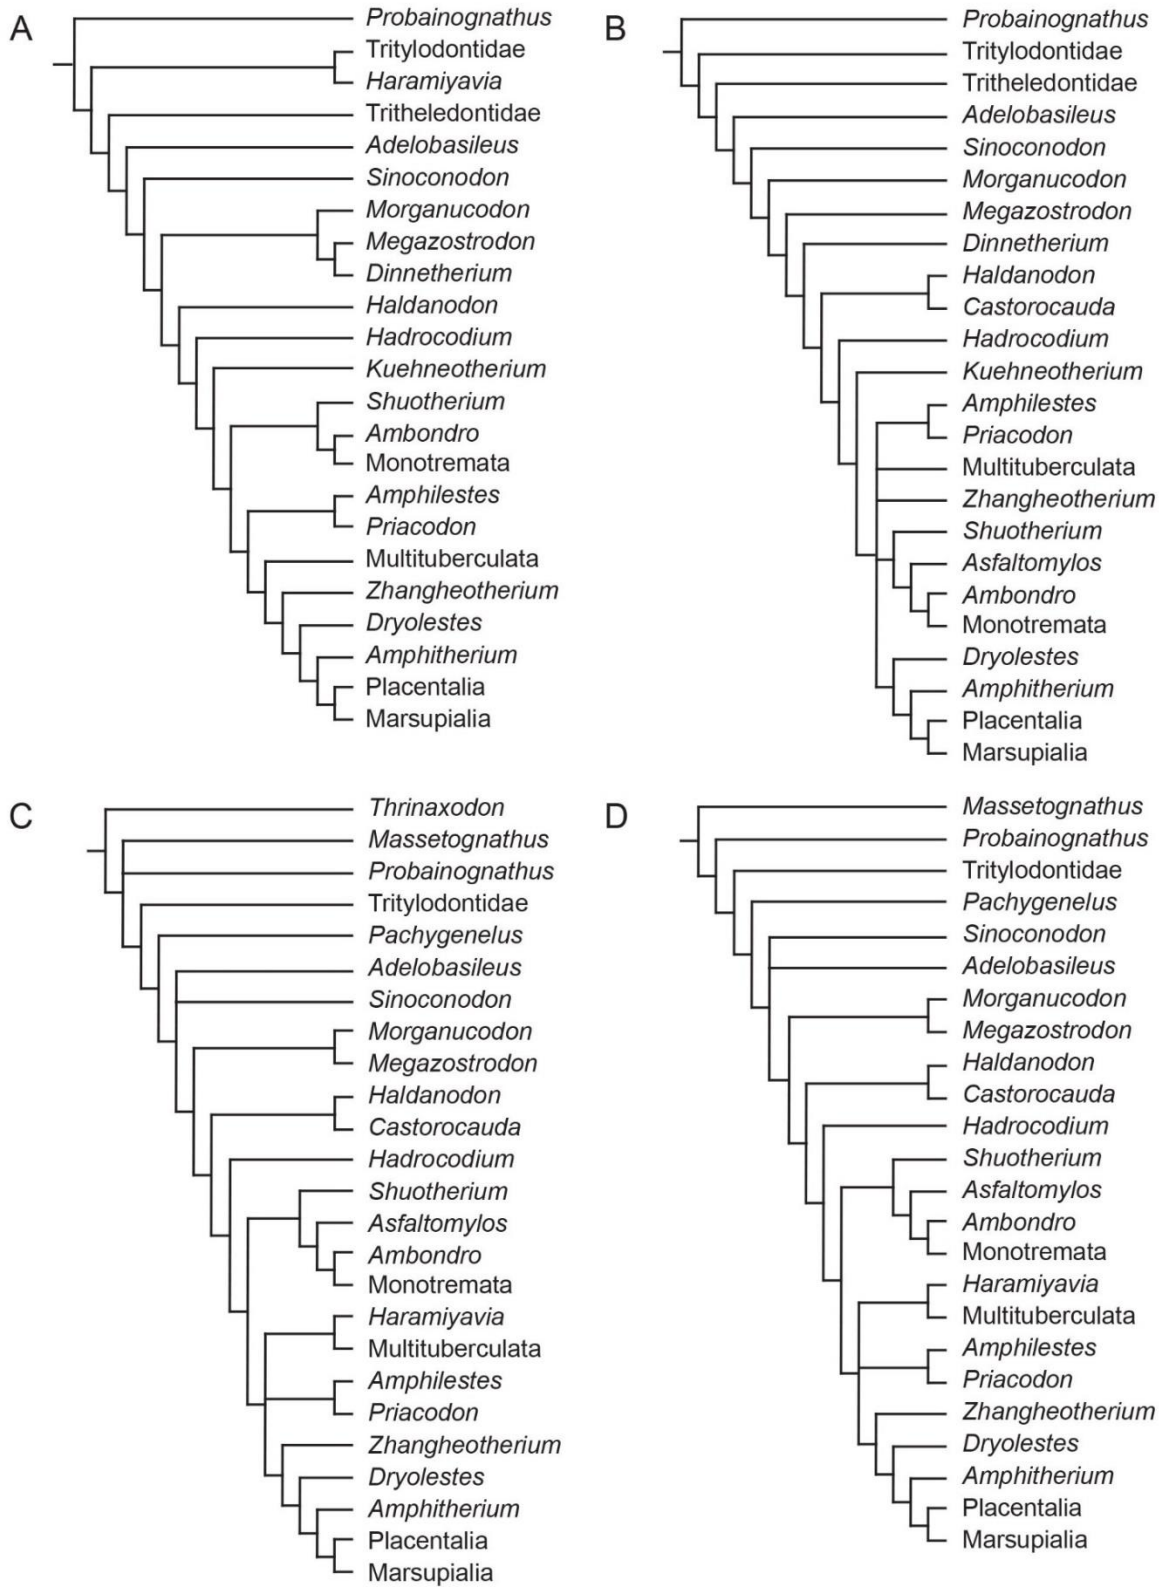 A
Probainognathus
Tritylodontidae
Haramiyavia
Tritheledontidae
Adelobasileus
Sinoconodon
Morganucodon
Megazostrodon
Dinnetherium
Haldanodon
Hadrocodium
Kuehneotherium
Shuotherium
Ambondro
Monotremata
Amphilestes
Priacodon
Multituberculata
Zhangheotherium
Dryolestes
Amphitherium
Placentalia
Marsupialia
B
Probainognathus
Tritylodontidae
Tritheledontidae
Adelobasileus
Sinoconodon
Morganucodon
Megazostrodon
Dinnetherium
Haldanodon
Castorocauda
Hadrocodium
Kuehneotherium
Amphilestes
Priacodon
Multituberculata
Zhangheotherium
Shuotherium
Asfaltomylos
Ambondro
Monotremata
Dryolestes
Amphitherium
Placentalia
Marsupialia
C
Thrinaxodon
Massetognathus
Probainognathus
Tritylodontidae
Pachygenelus
Adelobasileus
Sinoconodon
Morganucodon
Megazostrodon
Haldanodon
Castorocauda
Hadrocodium
Shuotherium
Asfaltomylos
Ambondro
Monotremata
Haramiyavia
Multituberculata
Amphilestes
Priacodon
Zhangheotherium
Dryolestes
Amphitherium
Placentalia
Marsupialia
D
Massetognathus
Probainognathus
Tritylodontidae
Pachygenelus
Sinoconodon
Adelobasileus
Morganucodon
Megazostrodon
Haldanodon
Castorocauda
Hadrocodium
Shuotherium
Asfaltomylos
Ambondro
Monotremata
Haramiyavia
Multituberculata
Amphilestes
Priacodon
Zhangheotherium
Dryolestes
Amphitherium
Placentalia
Marsupialia